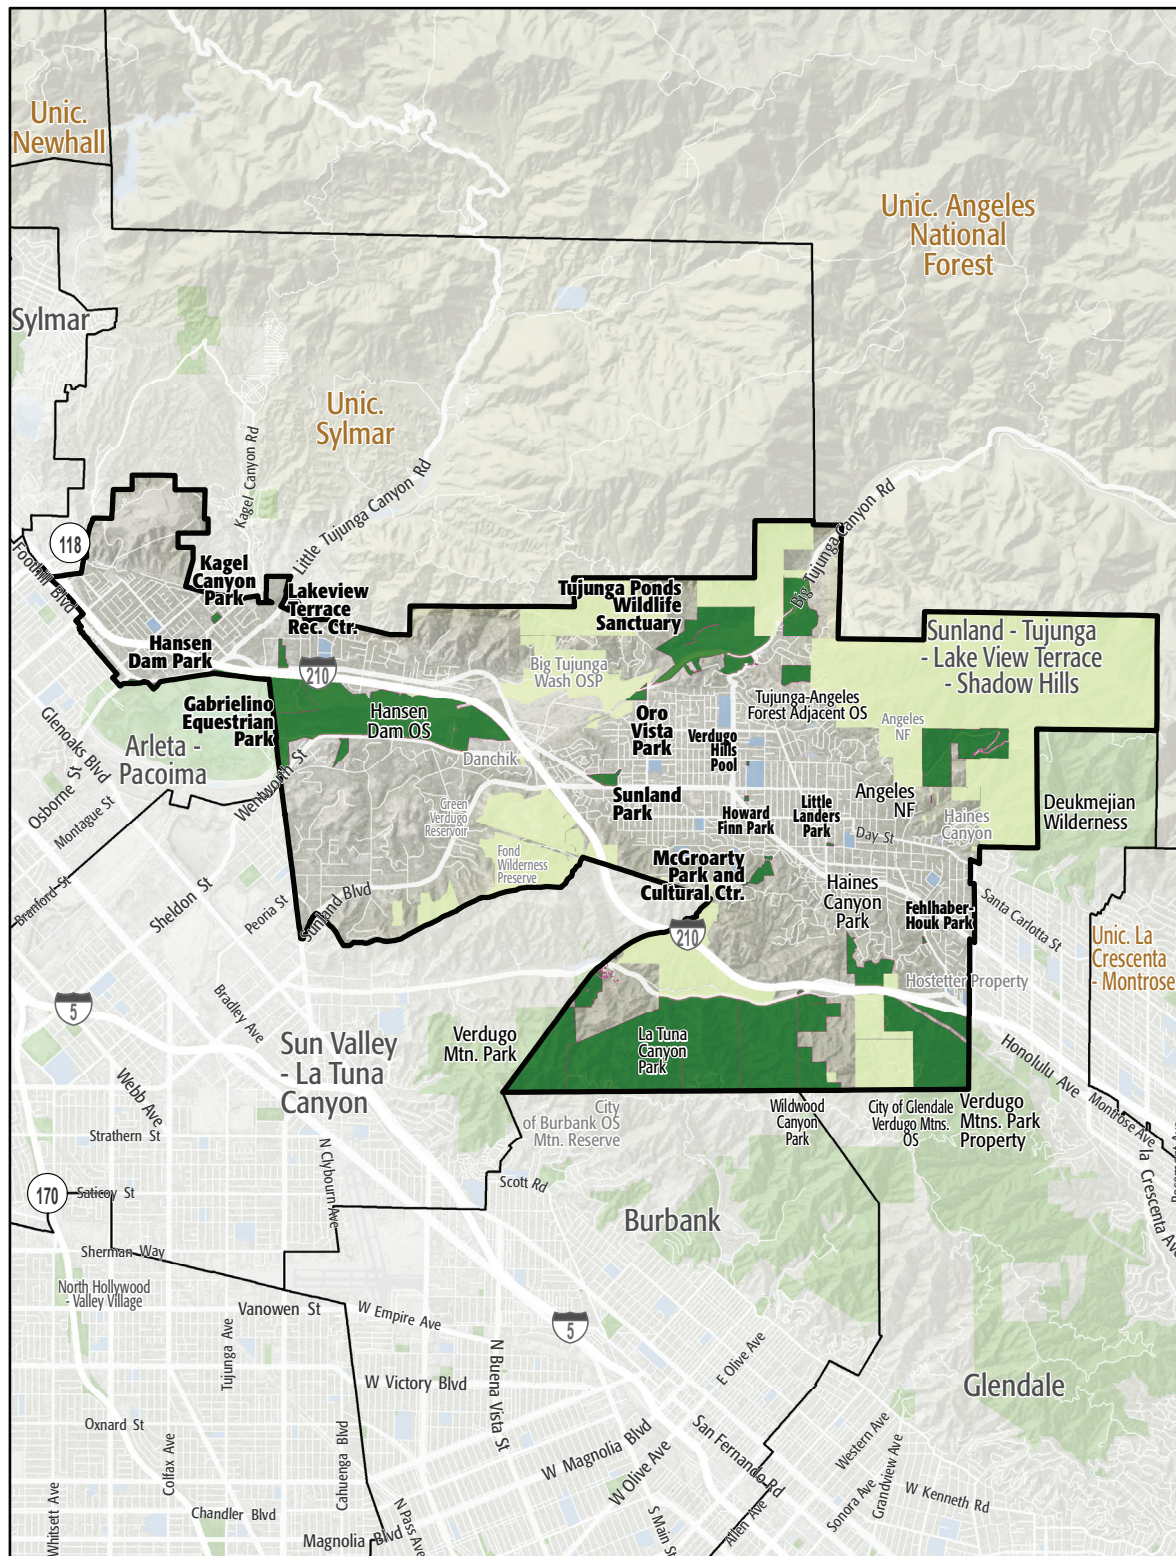 Unic.
Newhall
Unic. Angeles
National
Forest
Sylmar
Unic.
Sylmar
Kagel Canyon Rd
Little Tujunga Canyon Rd
Big Tujunga Canyon Rd
118
Foothill Blvd
Kagel
Canyon
Park
Lakeview
Terrace
Rec. Ctr.
Tujunga Ponds
Wildlife
Sanctuary
Hansen
Dam Park
210
Big Tujunga
Wash OSP
Sunland - Tujunga
- Lake View Terrace
- Shadow Hills
Gabrielino
Equestrian
Park
Hansen
Dam OS
Tujunga-Angeles
Forest Adjacent OS
Oro
Vista
Park
Verdugo
Hills
Pool
Angeles
NF
Arleta -
Pacoima
Glenoaks Blvd
Osborne St
Montague St
Wentworth St
Danchik
Green
Verdugo
Reservoir
Sunland
Park
Howard
Finn Park
Little
Landers
Park
Angeles
NF
Haines
Canyon
Day St
Deukmejian
Wilderness
Fond
Wilderness
Preserve
McGroarty
Park and
Cultural Ctr.
Haines
Canyon
Park
Fehlhaber-
Houk Park
Branford St
Sheldon St
Peoria St
Sunland Blvd
Santa Carlotta St
210
Unic. La
Crescenta
- Montrose
Hostetter Property
5
Bradley Ave
Sun Valley
- La Tuna
Canyon
Verdugo
Mtn. Park
La Tuna
Canyon
Park
Honolulu Ave
Montrose Ave
Webb Ave
City
of Burbank OS
Mtn. Reserve
Wildwood
Canyon
Park
City of Glendale
Verdugo Mtns.
OS
Verdugo
Mtns. Park
Property
Strathern St
N Clybourn Ave
Scott Rd
la Crescenta Ave
170
Saticoy St
Burbank
Sherman Way
North Hollywood
- Valley Village
Vanowen St
W Empire Ave
5
Tujunga Ave
N Buena Vista St
E Olive Ave
W Victory Blvd
Glendale
Oxnard St
Colfax Ave
Cahuenga Blvd
W Magnolia Blvd
W Olive Ave
San Fernando Rd
Western Ave
Grandview Ave
Sonora Ave
W Kenneth Rd
Whitsett Ave
Chandler Blvd
Magnolia Blvd
N Pass Ave
S Main St
Allen Ave